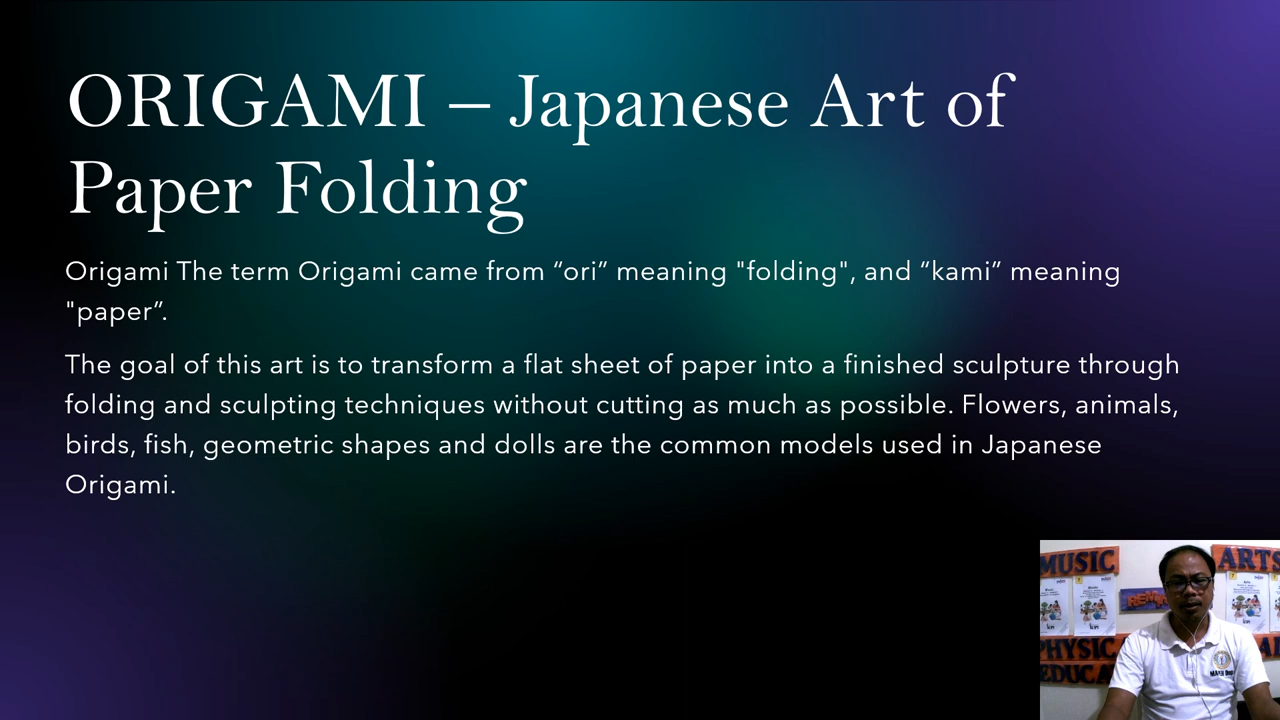 ORIGAMI – Japanese Art of
Paper Folding
Origami The term Origami came from “ori” meaning "folding", and “kami” meaning
"paper”.
The goal of this art is to transform a flat sheet of paper into a finished sculpture through
folding and sculpting techniques without cutting as much as possible. Flowers, animals,
birds, fish, geometric shapes and dolls are the common models used in Japanese
Origami.
MUSIC
ARTS
PHYSIC
EDUCA